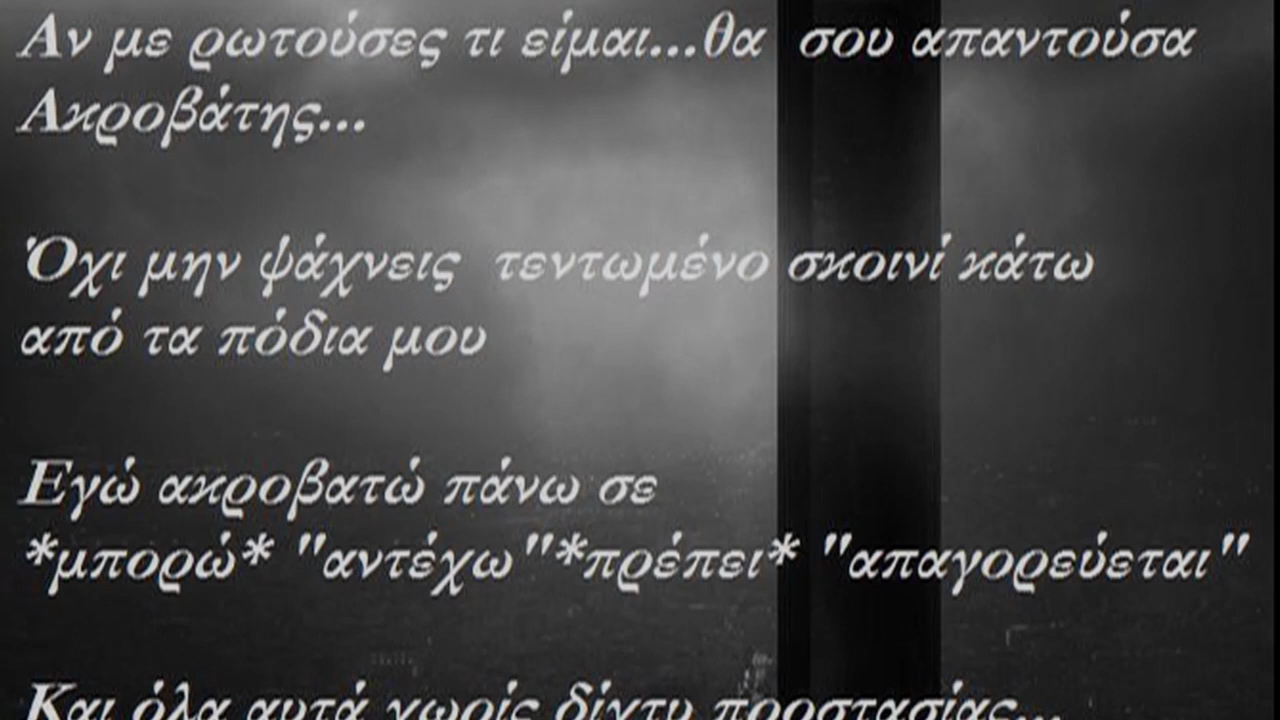 Αν με ρωτούσες τι είμαι...θα σου απαντούσα
Ακροβάτης...
Όχι μην ψάχνεις τεντωμένο σκοινί κάτω
από τα πόδια μου
Εγώ ακροβατώ πάνω σε
*μπορώ* "αντέχω"*πρέπει* "απαγορεύεται"
Και όλα αυτά χωρίς δίχτυ προστασίας...